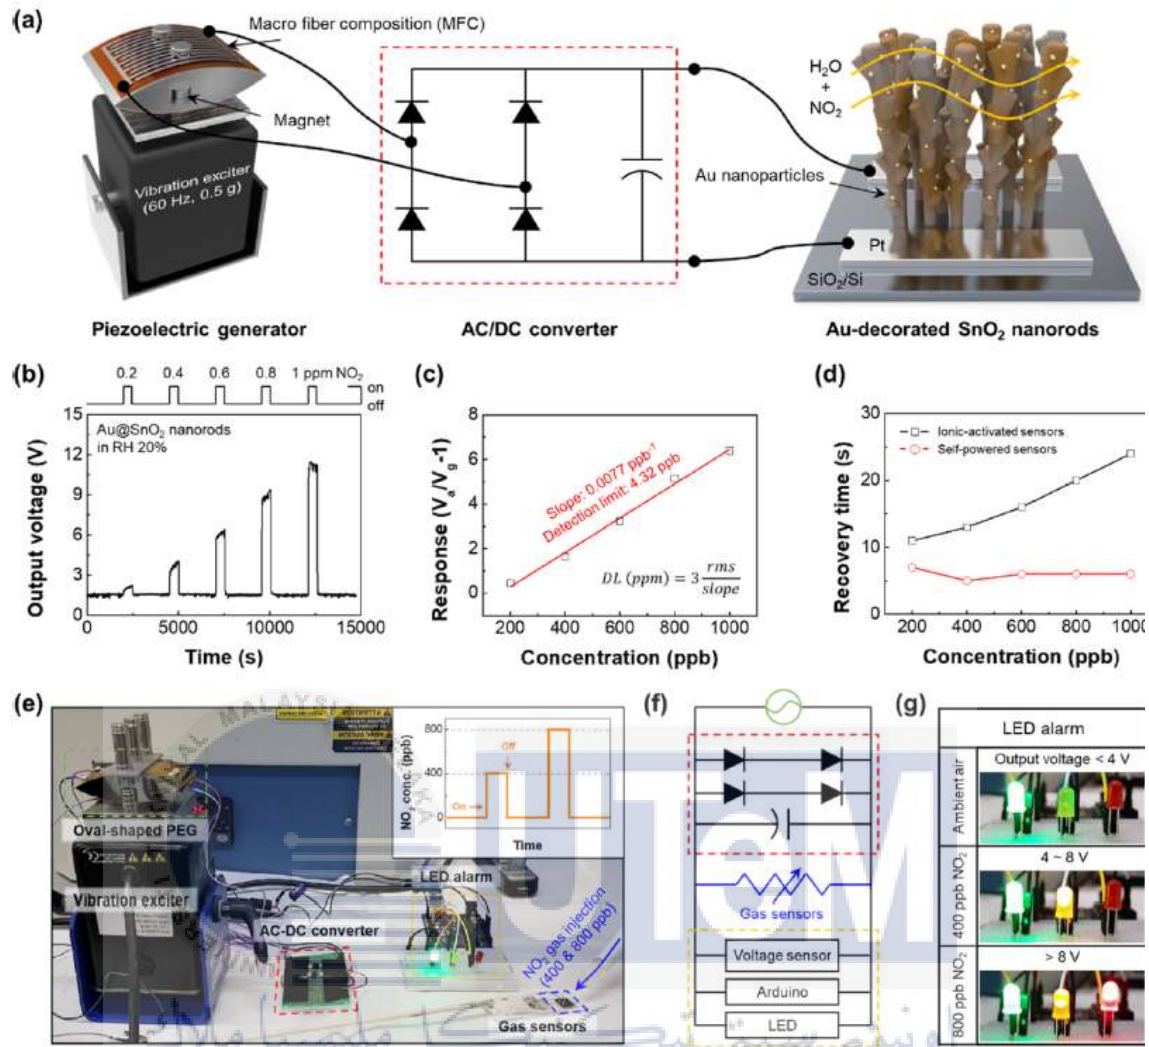 (a)
Macro fiber composition (MFC)
Magnet
Vibration exciter
(60 Hz, 0.5 g)
H₂O
+
NO₂
Au nanoparticles
Pt
SiO₂/Si
Piezoelectric generator
AC/DC converter
Au-decorated SnO₂ nanorods
(b)
0.2 0.4 0.6 0.8 1 ppm NO₂
on
off
Au@SnO₂ nanorods
in RH 20%
Output voltage (V)
15
12
9
6
3
0 5000 10000 15000
Time (s)
(c)
Response (Vₐ/V_g-1)
8
6
4
2
0
Slope: 0.0077 ppb⁻¹
Detection limit: 4.32 ppb
DL (ppm) = 3 rms/slope
200 400 600 800 1000
Concentration (ppb)
(d)
Recovery time (s)
30
20
10
0
Ionic-activated sensors
Self-powered sensors
200 400 600 800 1000
Concentration (ppb)
(e)
Oval-shaped PEG
Vibration exciter
AC-DC converter
LED alarm
NO₂ gas injection
(400 & 800 ppb)
Gas sensors
NO₂ conc. (ppb)
800
400
0
On
Off
Time
(f)
Gas sensors
Voltage sensor
Arduino
LED
(g)
LED alarm
Ambient air
Output voltage < 4 V
400 ppb NO₂
4 ~ 8 V
800 ppb NO₂
> 8 V
UTeM